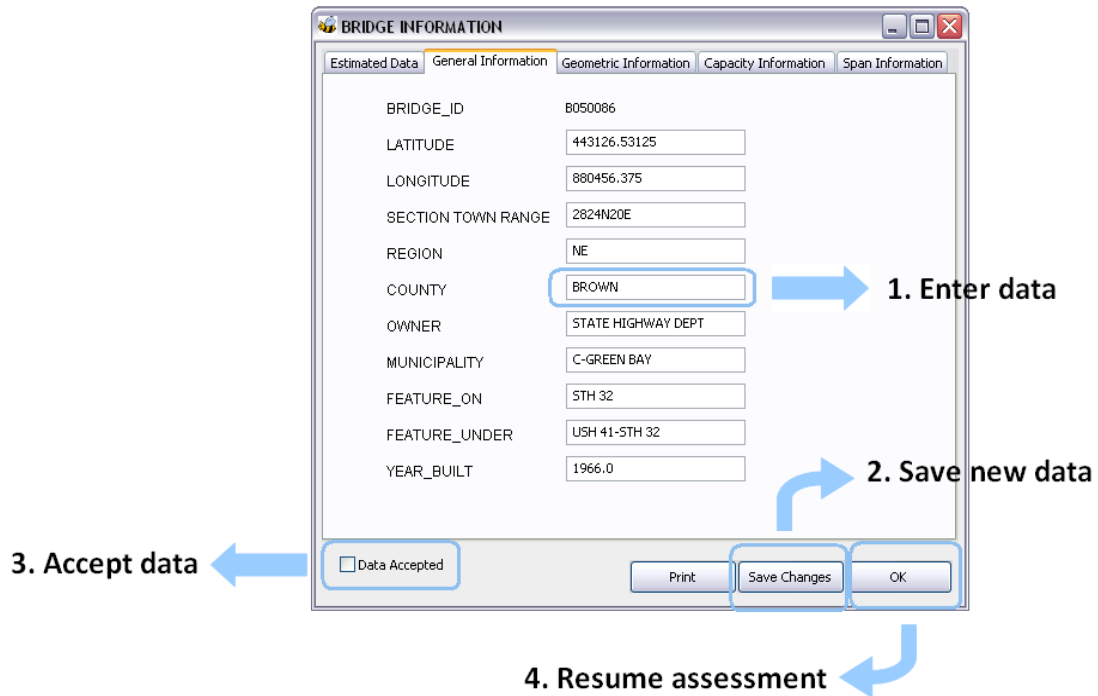 BRIDGE INFORMATION
Estimated Data General Information Geometric Information Capacity Information Span Information
BRIDGE_ID B050086
LATITUDE 443126.53125
LONGITUDE 880456.375
SECTION TOWN RANGE 2824N20E
REGION NE
COUNTY BROWN
1. Enter data
OWNER STATE HIGHWAY DEPT
MUNICIPALITY C-GREEN BAY
FEATURE_ON STH 32
FEATURE_UNDER USH 41-STH 32
YEAR_BUILT 1966.0
2. Save new data
3. Accept data
Data Accepted
Print Save Changes OK
4. Resume assessment